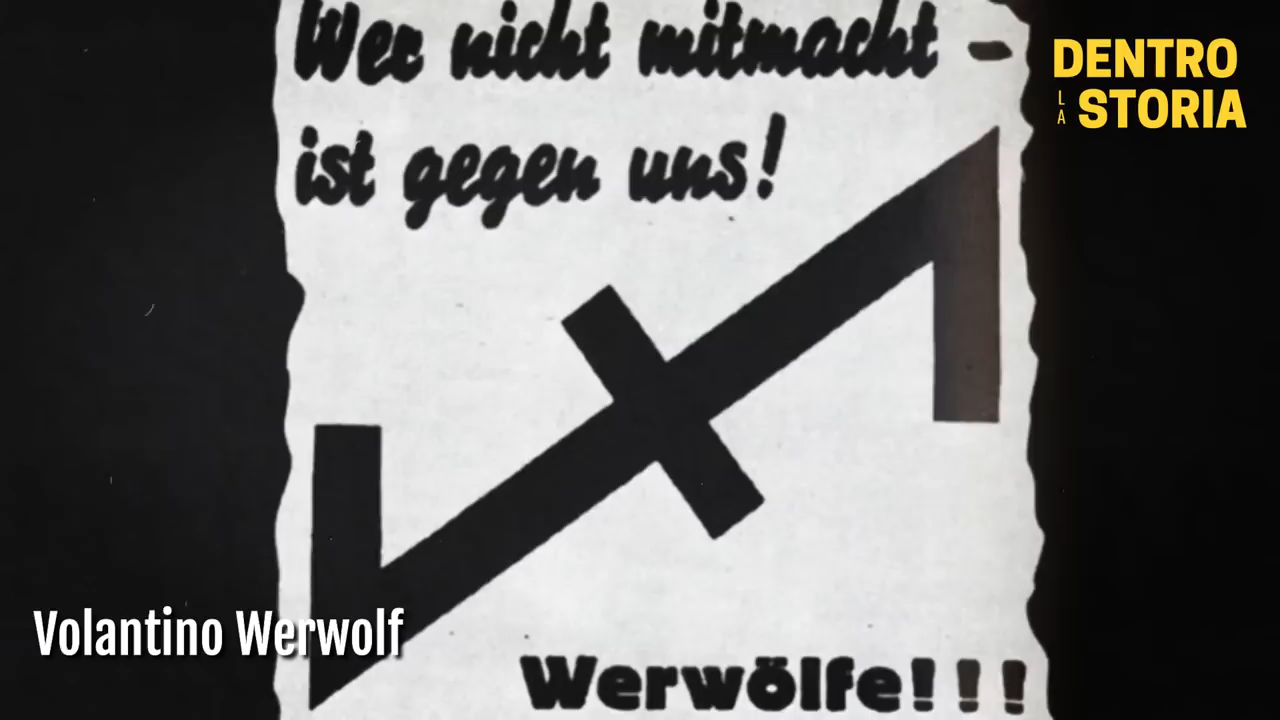 Wer nicht mitmacht –
ist gegen uns!
DENTRO
LA STORIA
Volantino Werwolf
Werwölfe!!!